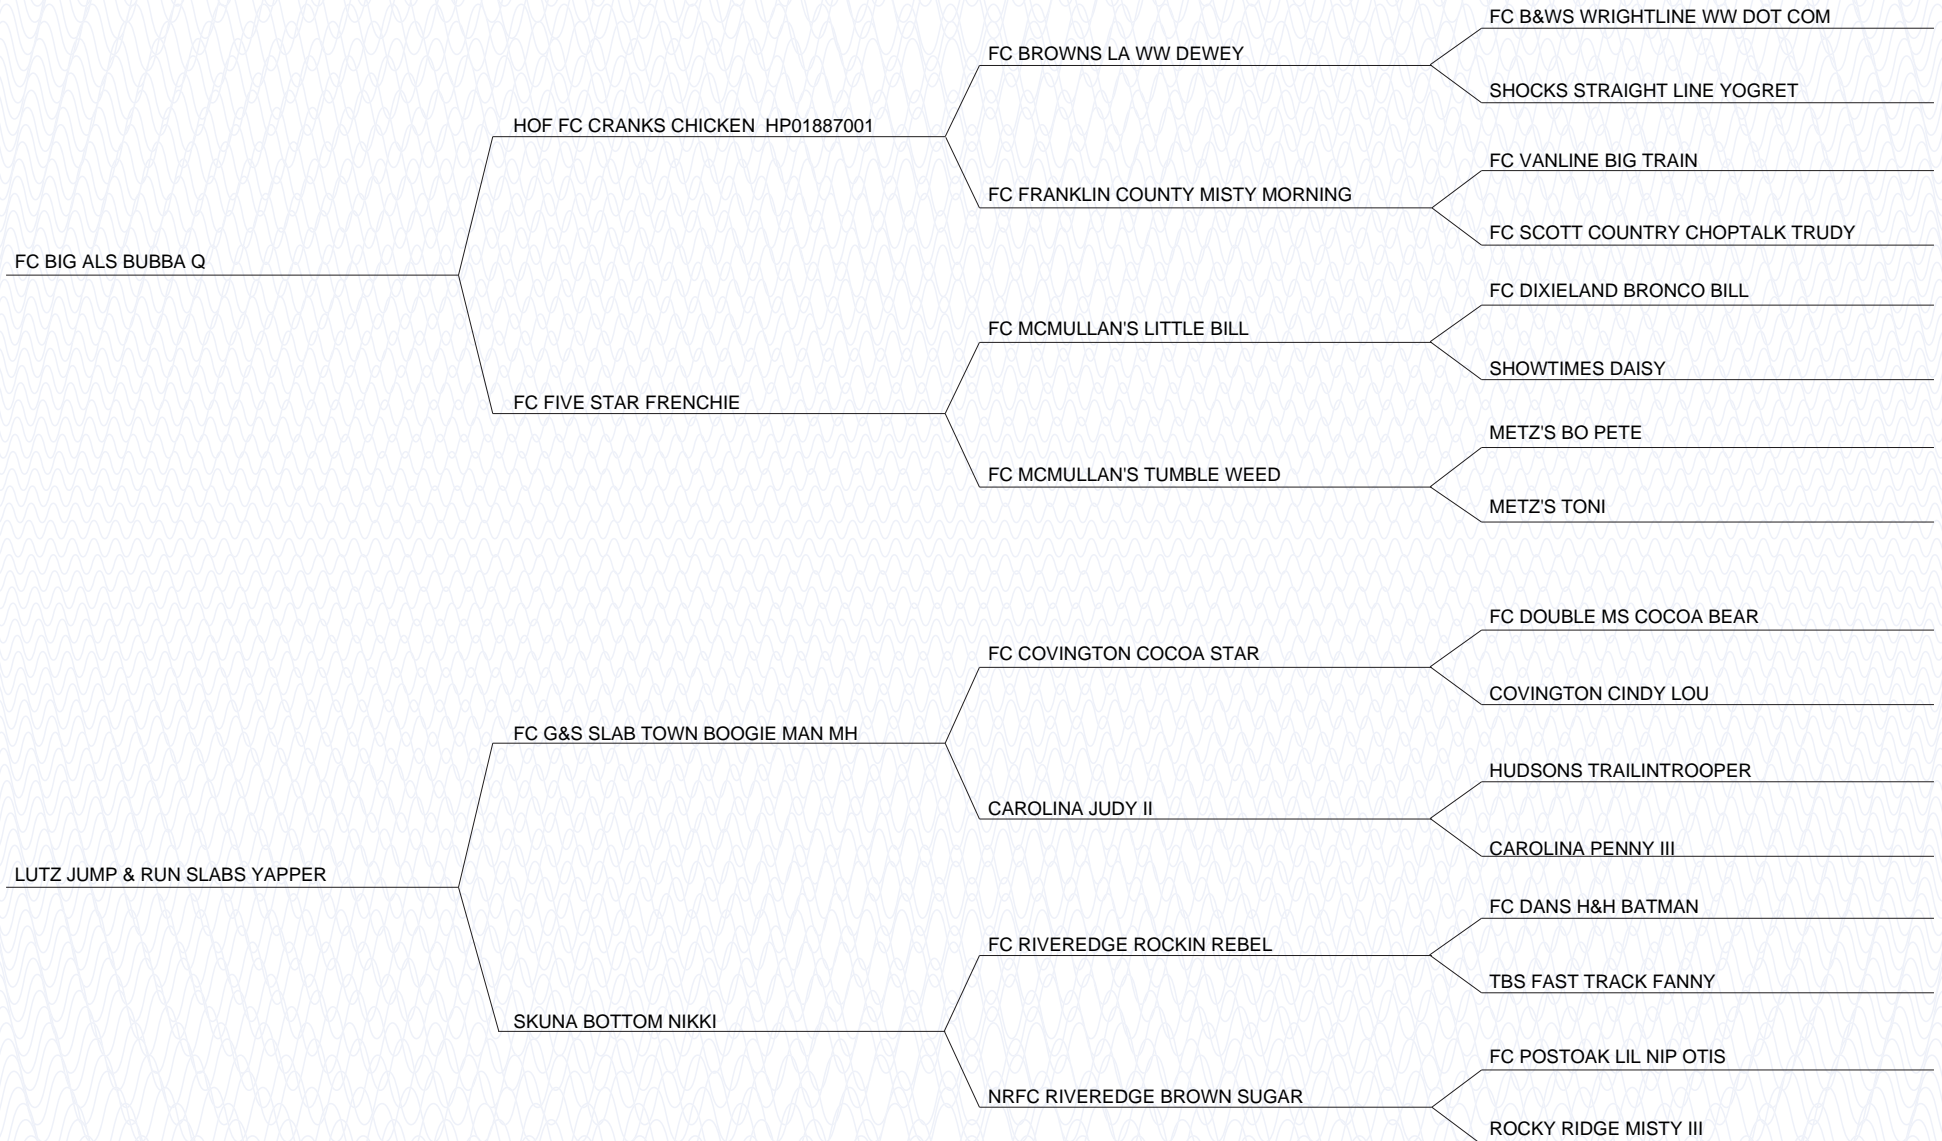 FC B&WS WRIGHTLINE WW DOT COM
FC BROWNS LA WW DEWEY
SHOCKS STRAIGHT LINE YOGRET
HOF FC CRANKS CHICKEN  HP01887001
FC VANLINE BIG TRAIN
FC FRANKLIN COUNTY MISTY MORNING
FC SCOTT COUNTRY CHOPTALK TRUDY
FC BIG ALS BUBBA Q
FC DIXIELAND BRONCO BILL
FC MCMULLAN'S LITTLE BILL
SHOWTIMES DAISY
FC FIVE STAR FRENCHIE
METZ'S BO PETE
FC MCMULLAN'S TUMBLE WEED
METZ'S TONI
FC DOUBLE MS COCOA BEAR
FC COVINGTON COCOA STAR
COVINGTON CINDY LOU
FC G&S SLAB TOWN BOOGIE MAN MH
HUDSONS TRAILINTROOPER
CAROLINA JUDY II
CAROLINA PENNY III
LUTZ JUMP & RUN SLABS YAPPER
FC DANS H&H BATMAN
FC RIVEREDGE ROCKIN REBEL
TBS FAST TRACK FANNY
SKUNA BOTTOM NIKKI
FC POSTOAK LIL NIP OTIS
NRFC RIVEREDGE BROWN SUGAR
ROCKY RIDGE MISTY III